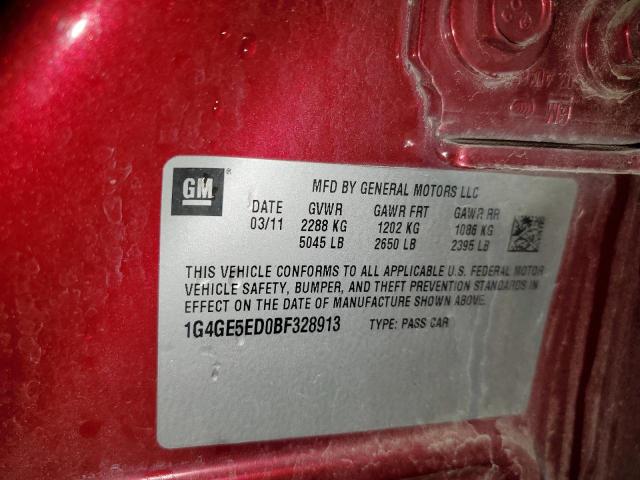 GM®
MFD BY GENERAL MOTORS LLC
DATE GVWR GAWR FRT GAWR RR
03/11 2288 KG 1202 KG 1086 KG
5045 LB 2650 LB 2395 LB
THIS VEHICLE CONFORMS TO ALL APPLICABLE U.S. FEDERAL MOTOR
VEHICLE SAFETY, BUMPER, AND THEFT PREVENTION STANDARDS IN
EFFECT ON THE DATE OF MANUFACTURE SHOWN ABOVE.
1G4GE5ED0BF328913 TYPE: PASS CAR